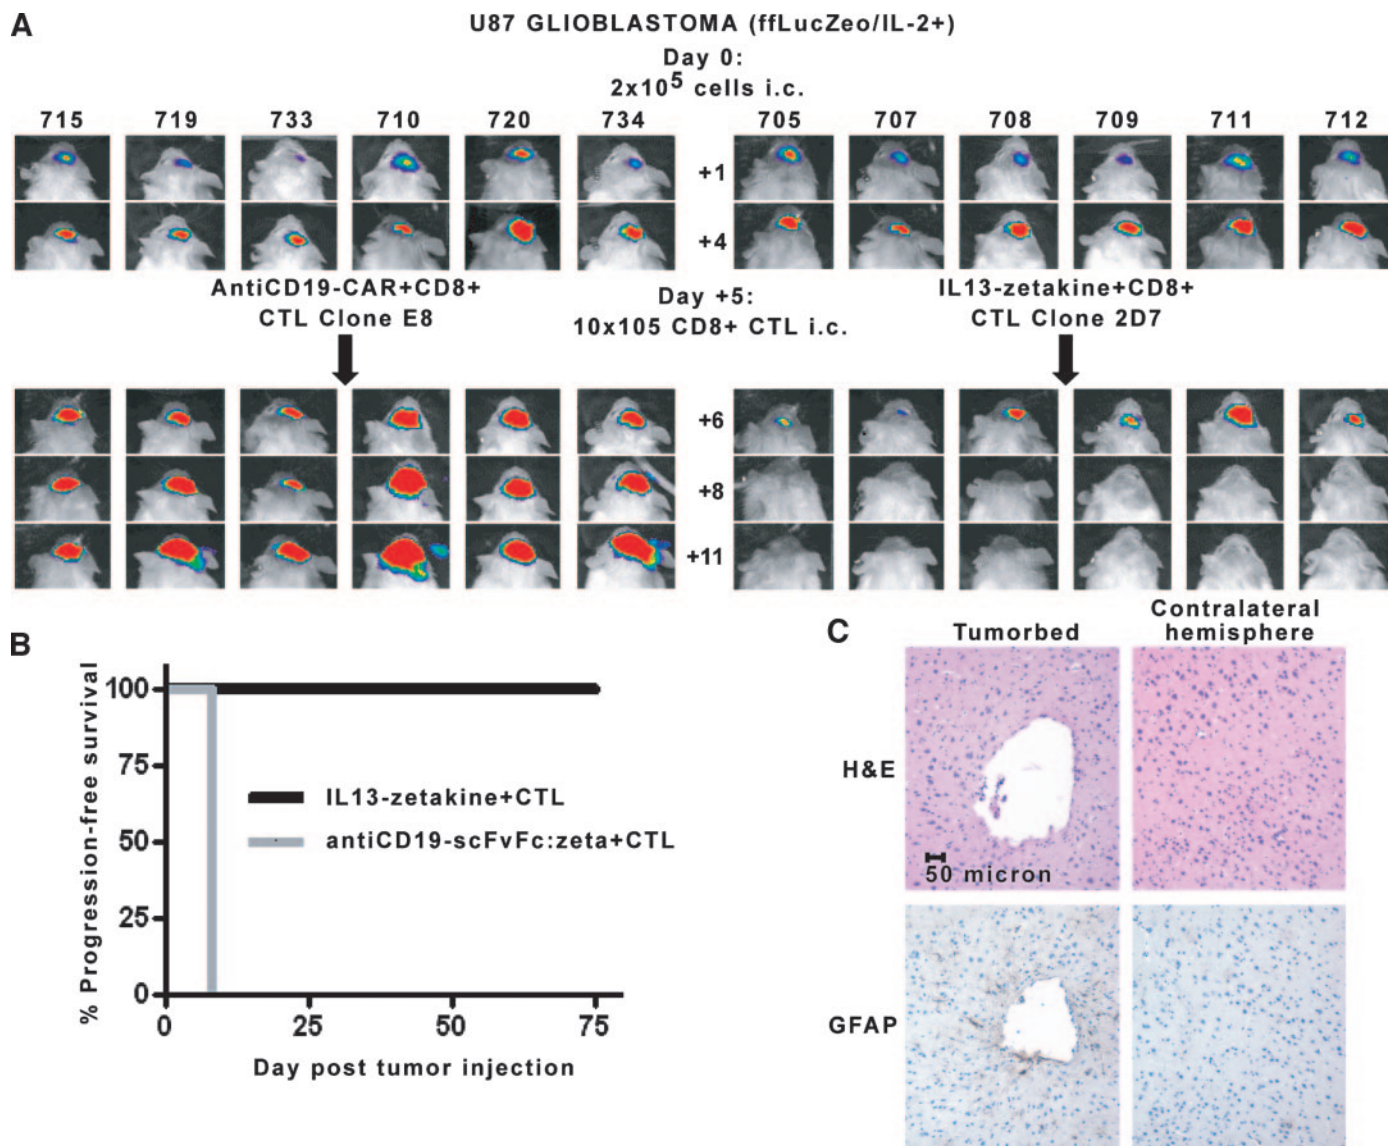 A
U87 GLIOBLASTOMA (ffLucZeo/IL-2+)
Day 0:
2x10⁵ cells i.c.
715 719 733 710 720 734 705 707 708 709 711 712
+1
+4
AntiCD19-CAR+CD8+
CTL Clone E8
Day +5:
10x105 CD8+ CTL i.c.
IL13-zetakine+CD8+
CTL Clone 2D7
+6
+8
+11
B
% Progression-free survival
100
75
50
25
0
0 25 50 75
Day post tumor injection
IL13-zetakine+CTL
antiCD19-scFvFc:zeta+CTL
C
Tumorbed
Contralateral
hemisphere
H&E
50 micron
GFAP